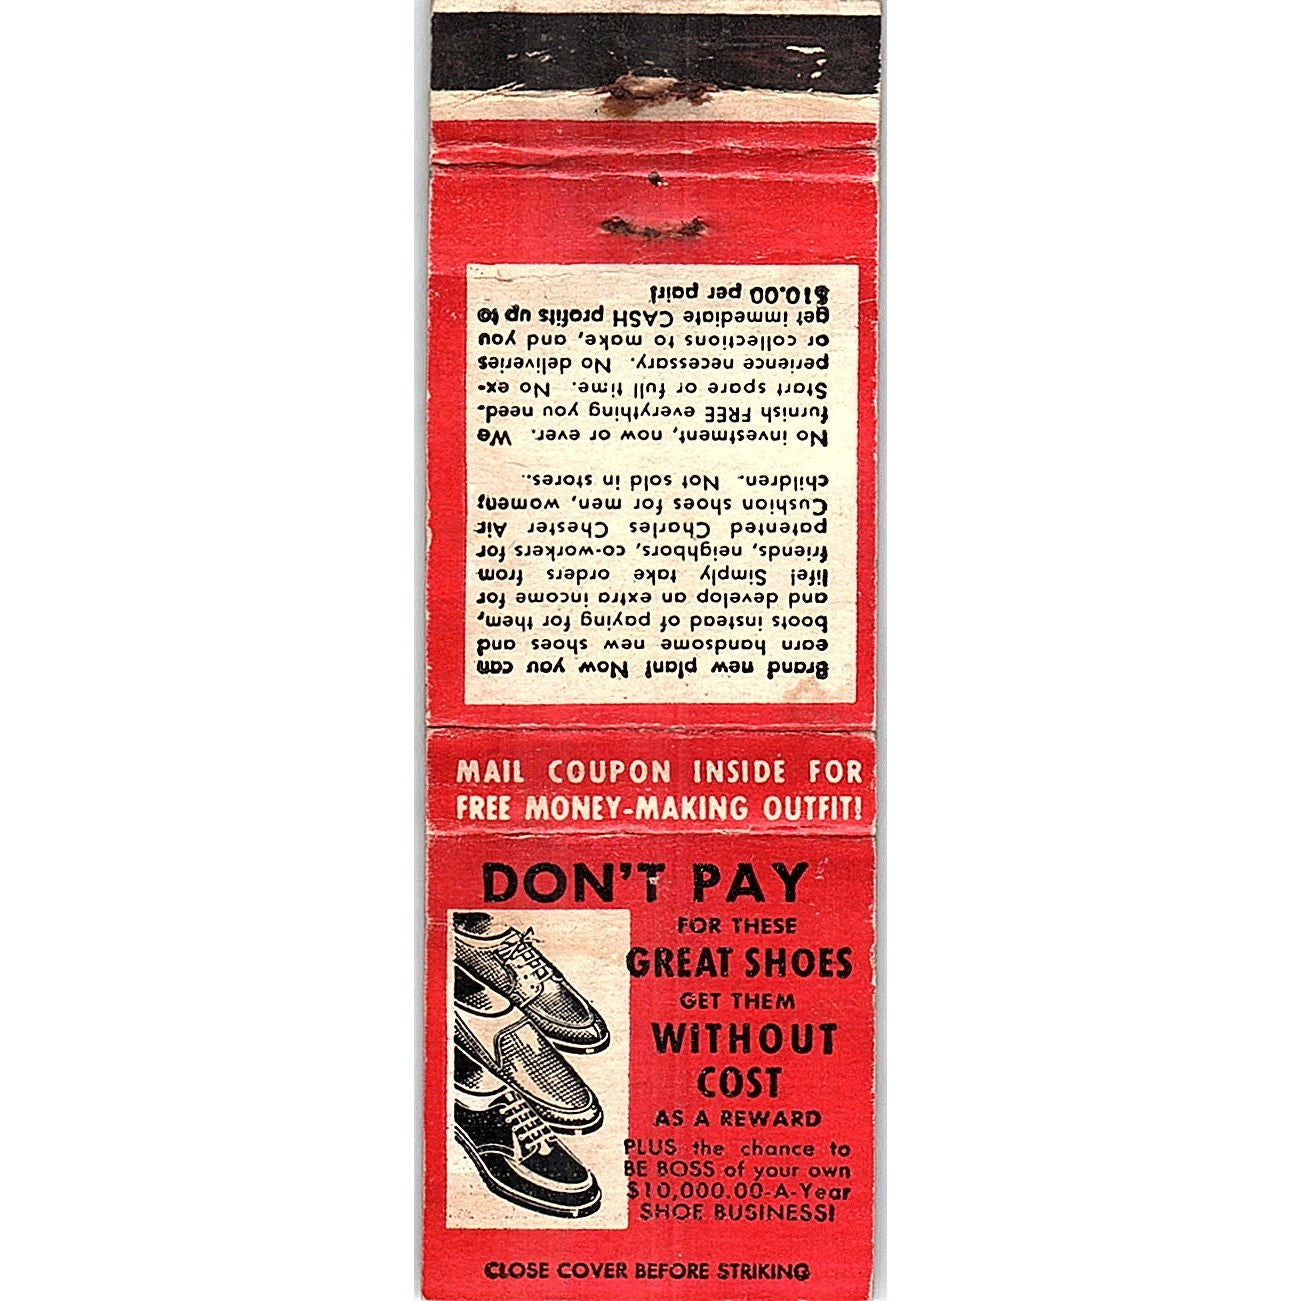 Brand new plan! Now you can
earn handsome new shoes and
boots instead of paying for them,
and develop an extra income for
life! Simply take orders from
friends, neighbors, co-workers for
patented Charles Chester Air
Cushion shoes for men, women,
children. Not sold in stores.
No investment, now or ever. We
furnish FREE everything you need.
Start spare or full time. No ex-
perience necessary. No deliveries
or collections to make, and you
get immediate CASH profits up to
$10.00 per pair!
MAIL COUPON INSIDE FOR
FREE MONEY-MAKING OUTFIT!
DON'T PAY
FOR THESE
GREAT SHOES
GET THEM
WITHOUT
COST
AS A REWARD
PLUS the chance to
BE BOSS of your own
$10,000.00-A-Year
SHOE BUSINESS!
CLOSE COVER BEFORE STRIKING